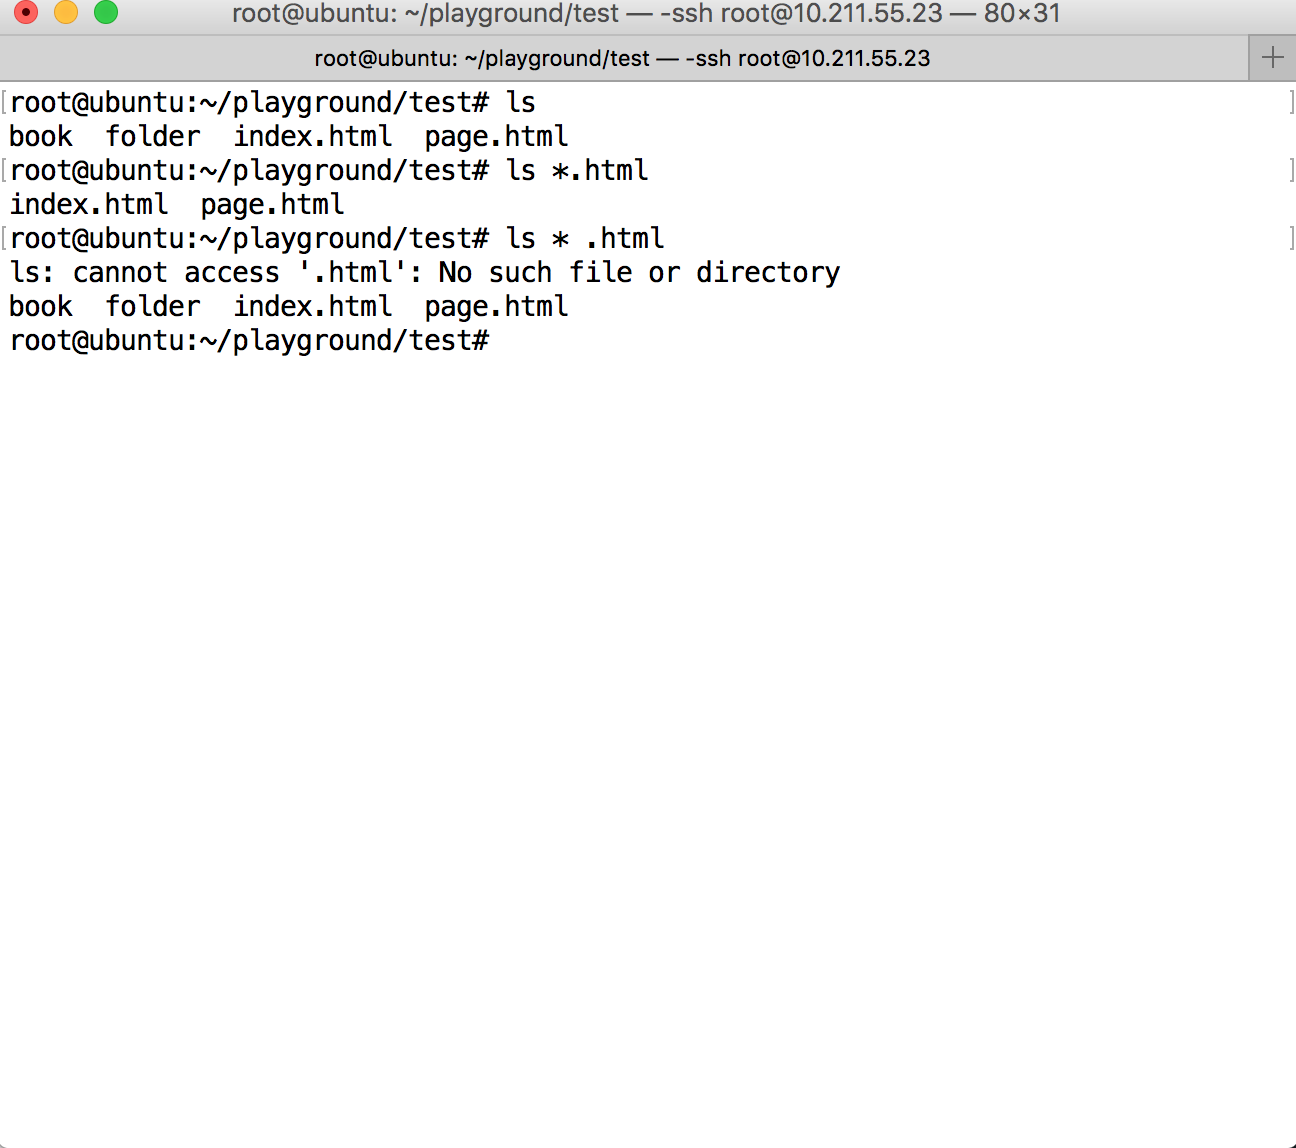 root@ubuntu: ~/playground/test — -ssh root@10.211.55.23 — 80×31
root@ubuntu: ~/playground/test — -ssh root@10.211.55.23 +
[root@ubuntu:~/playground/test# ls ]
book  folder  index.html  page.html
[root@ubuntu:~/playground/test# ls *.html ]
index.html  page.html
[root@ubuntu:~/playground/test# ls * .html ]
ls: cannot access '.html': No such file or directory
book  folder  index.html  page.html
root@ubuntu:~/playground/test#